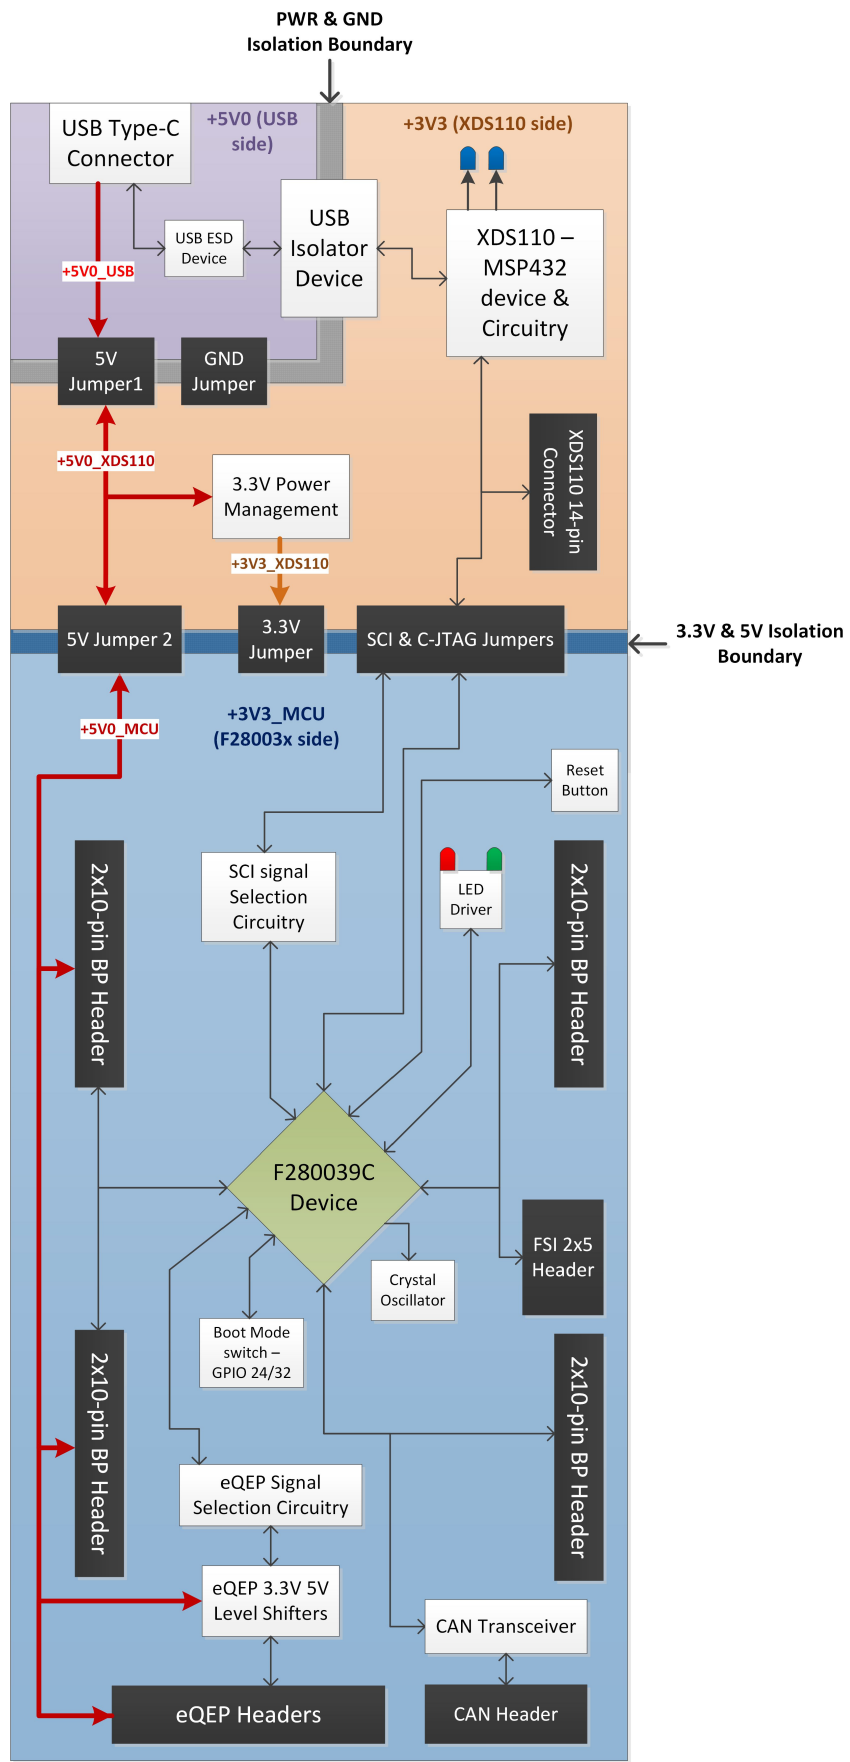 PWR & GND
Isolation Boundary
USB Type-C
Connector
+5V0 (USB
side)
+3V3 (XDS110 side)
USB ESD
Device
USB
Isolator
Device
XDS110 –
MSP432
device &
Circuitry
+5V0_USB
5V
Jumper1
GND
Jumper
+5V0_XDS110
3.3V Power
Management
XDS110 14-pin
Connector
+3V3_XDS110
5V Jumper 2
3.3V
Jumper
SCI & C-JTAG Jumpers
3.3V & 5V Isolation
Boundary
+5V0_MCU
+3V3_MCU
(F28003x side)
Reset
Button
2x10-pin BP Header
SCI signal
Selection
Circuitry
LED
Driver
2x10-pin BP Header
F280039C
Device
FSI 2x5
Header
Crystal
Oscillator
Boot Mode
switch –
GPIO 24/32
2x10-pin BP Header
2x10-pin BP Header
eQEP Signal
Selection Circuitry
eQEP 3.3V 5V
Level Shifters
CAN Transceiver
eQEP Headers
CAN Header